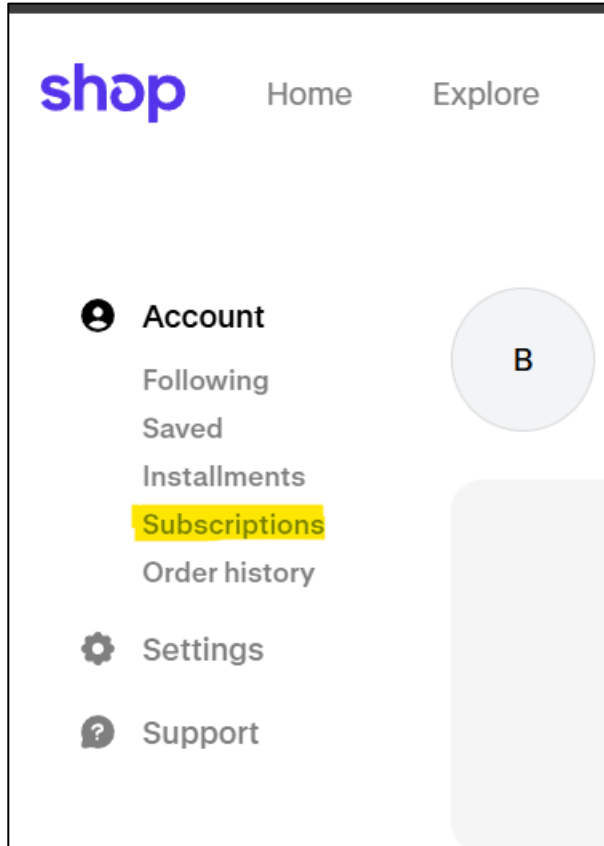 shop Home Explore
Account
B
Following
Saved
Installments
Subscriptions
Order history
Settings
Support